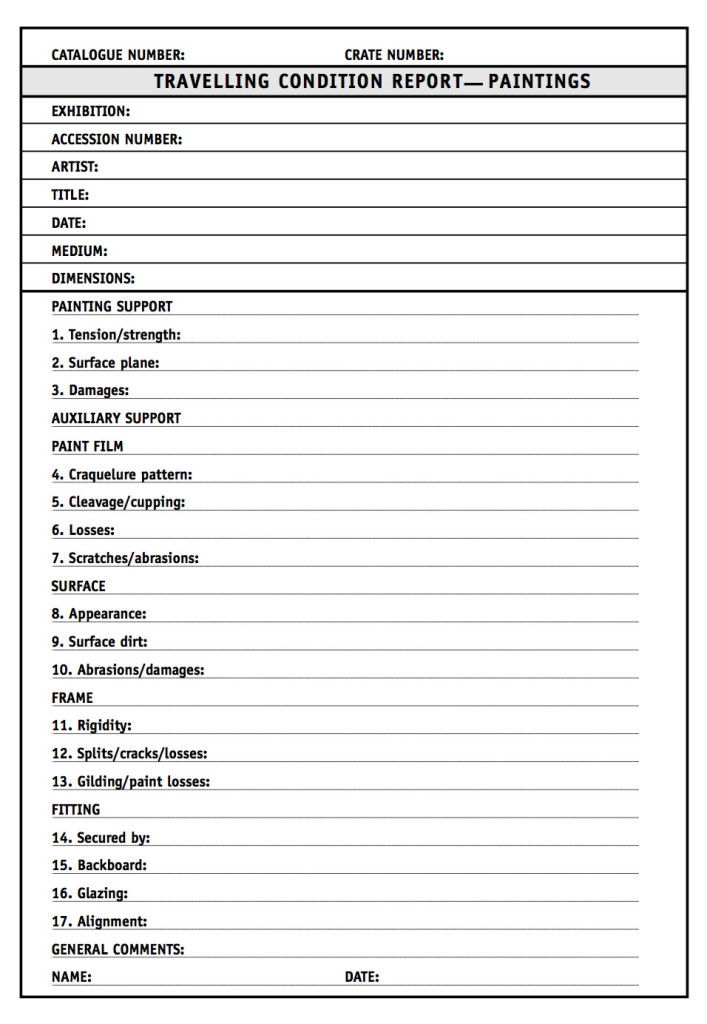 CATALOGUE NUMBER: CRATE NUMBER:
TRAVELLING CONDITION REPORT—PAINTINGS
EXHIBITION:
ACCESSION NUMBER:
ARTIST:
TITLE:
DATE:
MEDIUM:
DIMENSIONS:
PAINTING SUPPORT
1. Tension/strength:
2. Surface plane:
3. Damages:
AUXILIARY SUPPORT
PAINT FILM
4. Craquelure pattern:
5. Cleavage/cupping:
6. Losses:
7. Scratches/abrasions:
SURFACE
8. Appearance:
9. Surface dirt:
10. Abrasions/damages:
FRAME
11. Rigidity:
12. Splits/cracks/losses:
13. Gilding/paint losses:
FITTING
14. Secured by:
15. Backboard:
16. Glazing:
17. Alignment:
GENERAL COMMENTS:
NAME: DATE: